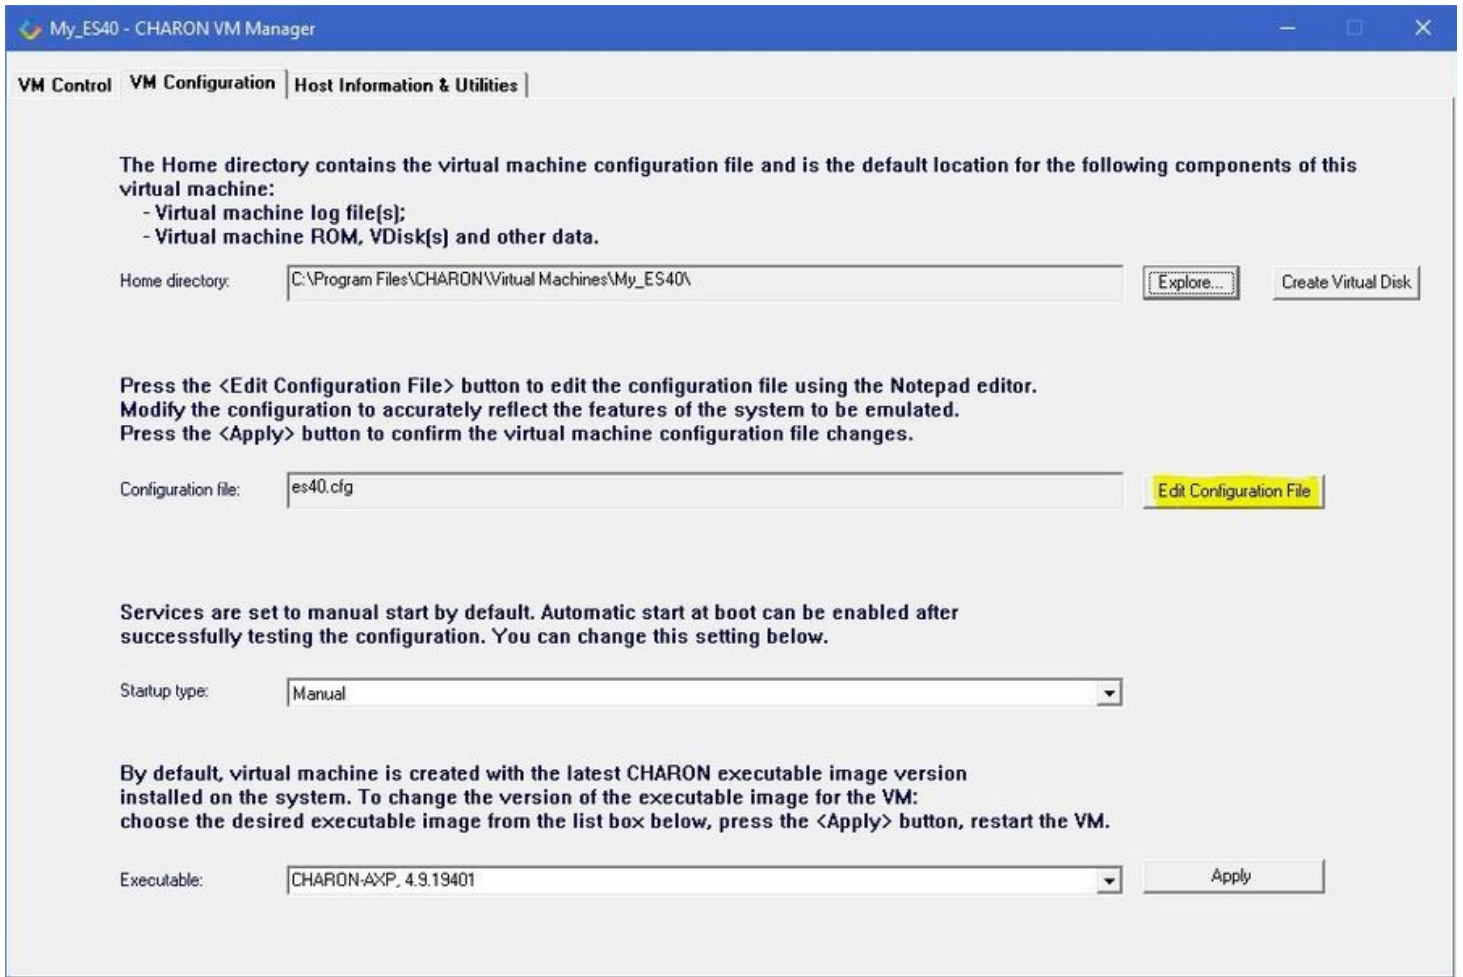 My_ES40 - CHARON VM Manager
VM Control VM Configuration Host Information & Utilities
The Home directory contains the virtual machine configuration file and is the default location for the following components of this
virtual machine:
- Virtual machine log file(s);
- Virtual machine ROM, VDisk(s) and other data.
Home directory: C:\Program Files\CHARON\Virtual Machines\My_ES40\ Explore... Create Virtual Disk
Press the <Edit Configuration File> button to edit the configuration file using the Notepad editor.
Modify the configuration to accurately reflect the features of the system to be emulated.
Press the <Apply> button to confirm the virtual machine configuration file changes.
Configuration file: es40.cfg Edit Configuration File
Services are set to manual start by default. Automatic start at boot can be enabled after
successfully testing the configuration. You can change this setting below.
Startup type: Manual
By default, virtual machine is created with the latest CHARON executable image version
installed on the system. To change the version of the executable image for the VM:
choose the desired executable image from the list box below, press the <Apply> button, restart the VM.
Executable: CHARON-AXP, 4.9.19401 Apply